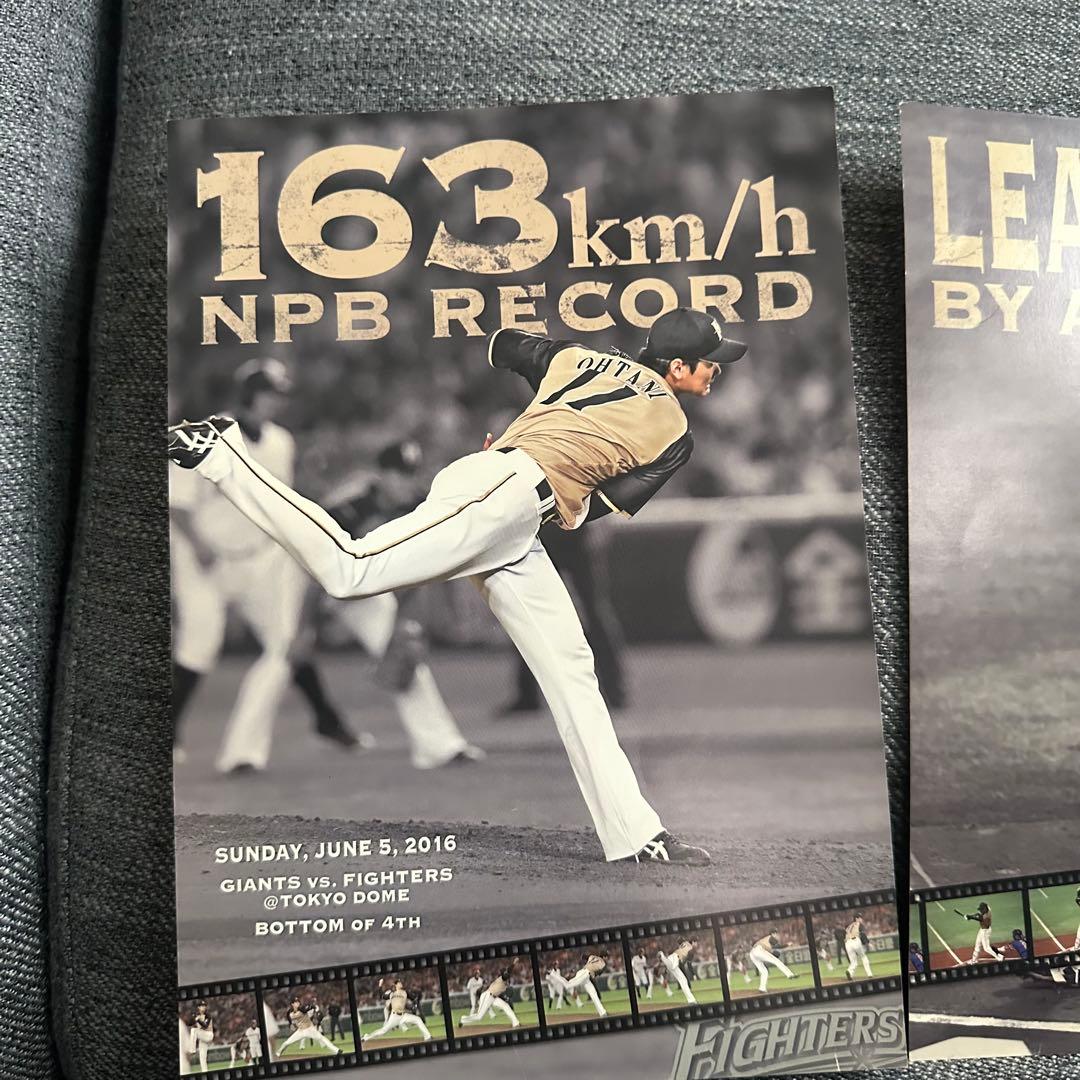 163km/h
NPB RECORD
OHTANI
11
SUNDAY, JUNE 5, 2016
GIANTS VS. FIGHTERS
@TOKYO DOME
BOTTOM OF 4TH
FIGHTERS
LEA
BY A